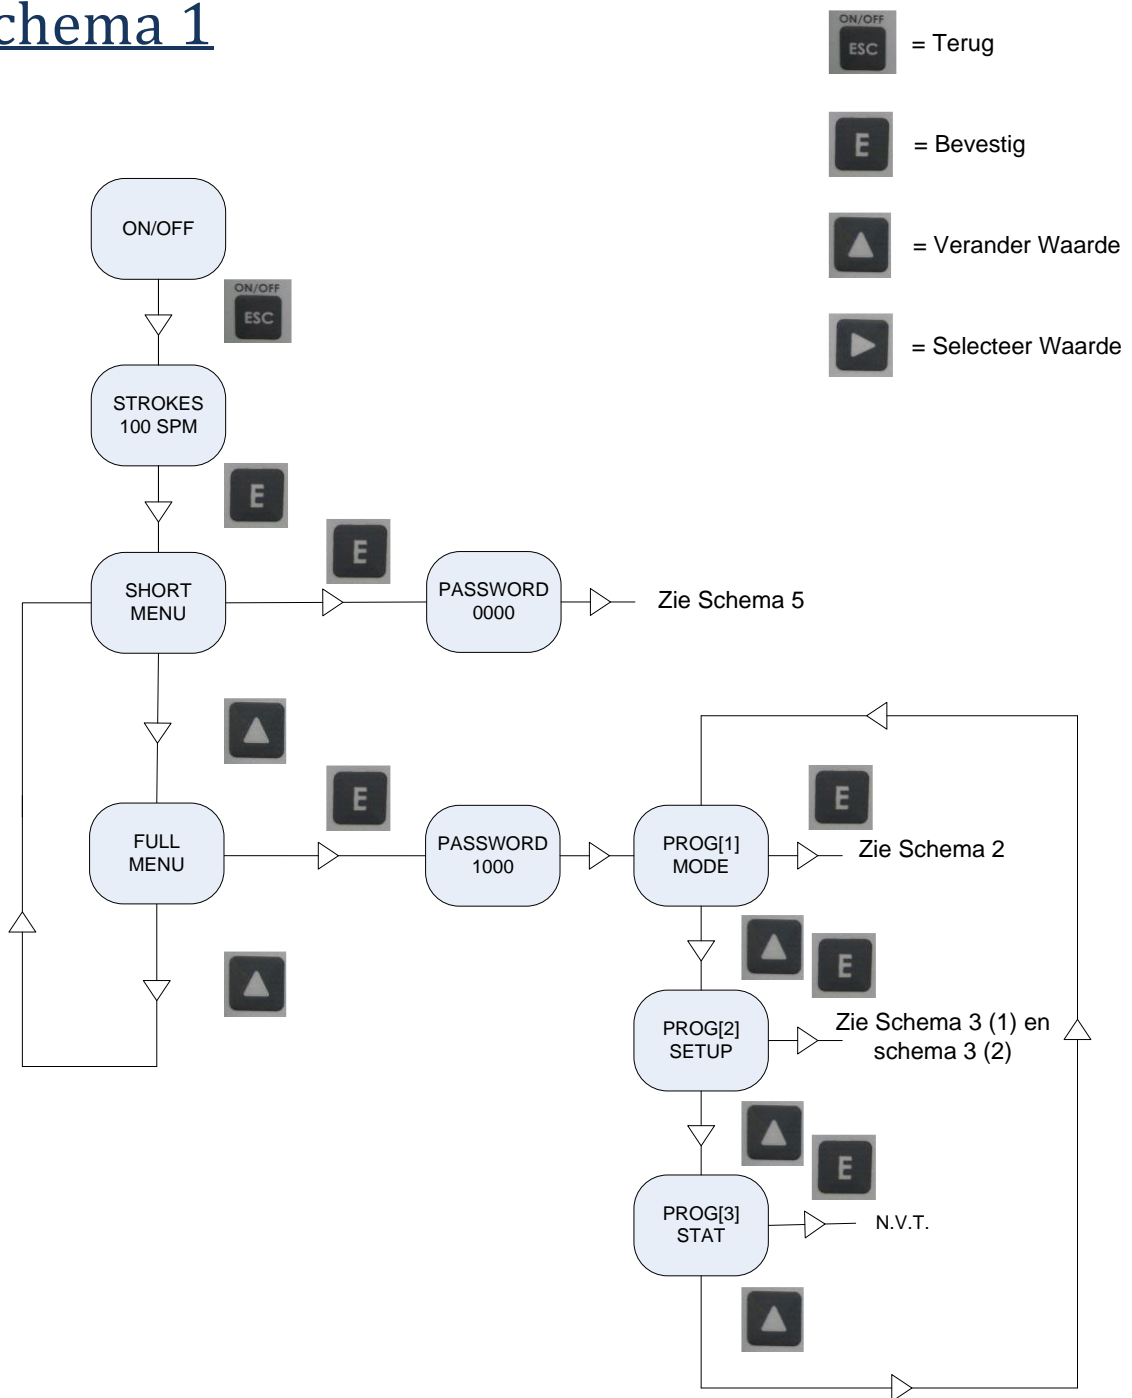 chema 1
ON/OFF
ESC
= Terug
E
= Bevestig
= Verander Waarde
= Selecteer Waarde
ON/OFF
ON/OFF
ESC
STROKES
100 SPM
E
SHORT
MENU
E
PASSWORD
0000
Zie Schema 5
FULL
MENU
E
PASSWORD
1000
PROG[1]
MODE
E
Zie Schema 2
PROG[2]
SETUP
E
Zie Schema 3 (1) en
schema 3 (2)
PROG[3]
STAT
E
N.V.T.